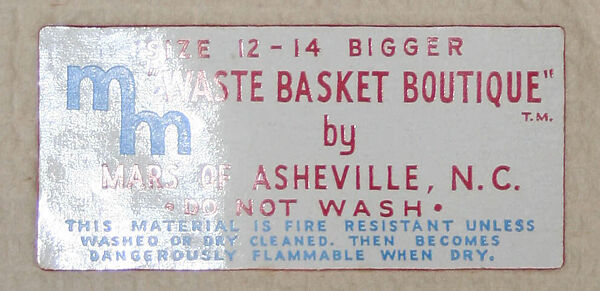 SIZE 12-14 BIGGER
mm "WASTE BASKET BOUTIQUE" T.M.
by
MARS OF ASHEVILLE, N.C.
• DO NOT WASH •
THIS MATERIAL IS FIRE RESISTANT UNLESS
WASHED OR DRY CLEANED. THEN BECOMES
DANGEROUSLY FLAMMABLE WHEN DRY.